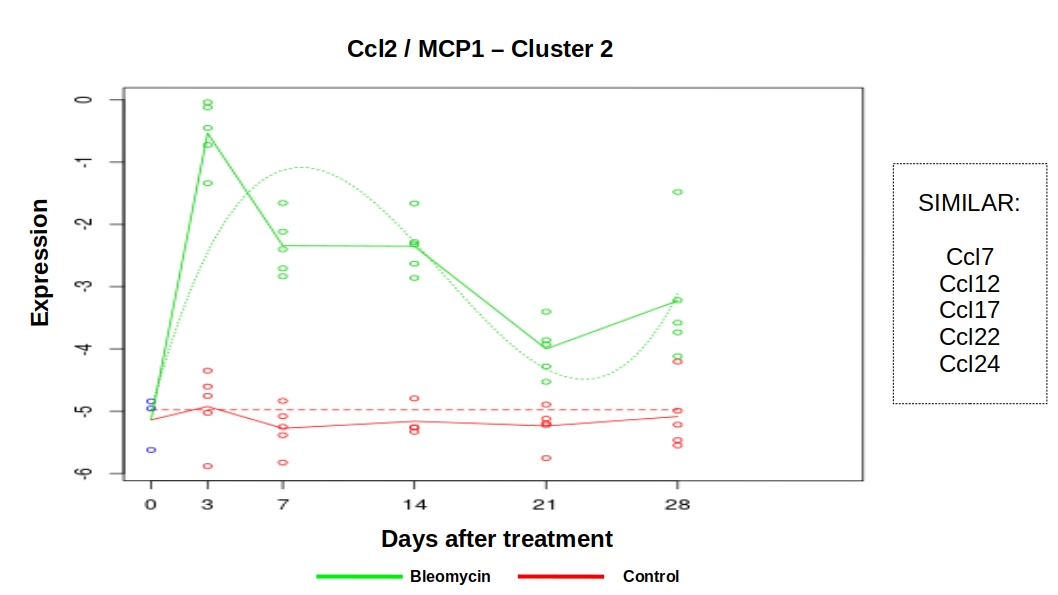 Ccl2 / MCP1 – Cluster 2
0
-1
-2
-3
-4
-5
-6
Expression
0 3 7 14 21 28
Days after treatment
Bleomycin Control
SIMILAR:
Ccl7
Ccl12
Ccl17
Ccl22
Ccl24